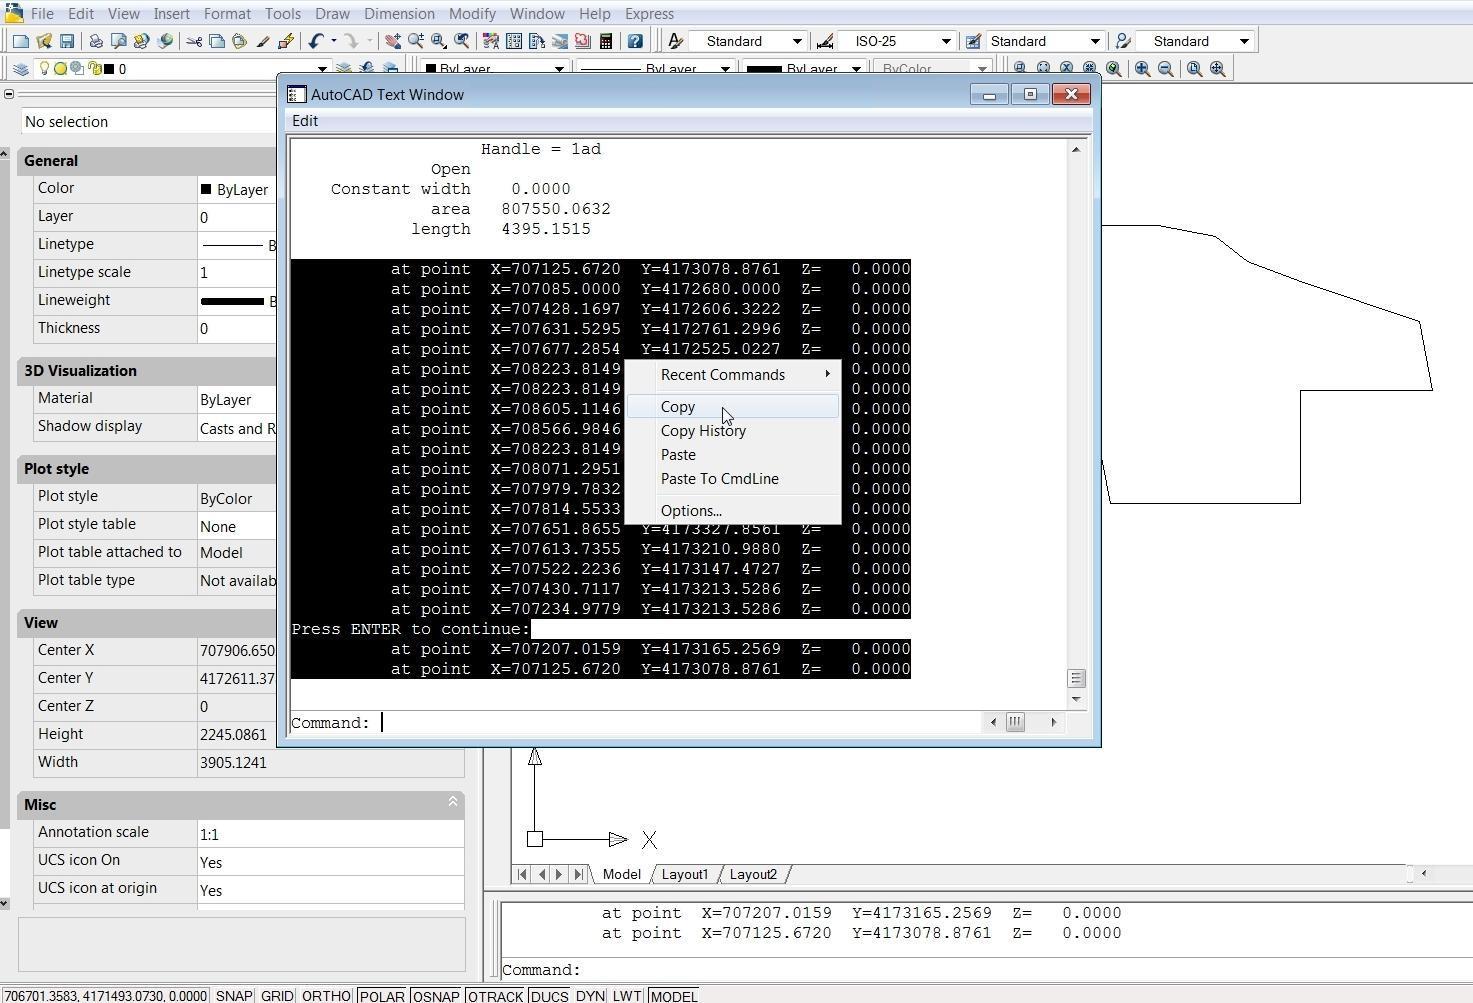 File Edit View Insert Format Tools Draw Dimension Modify Window Help Express
Standard ISO-25 Standard Standard
0 ByLayer ByLayer ByLayer ByColor
AutoCAD Text Window
Edit
No selection
General
Color ByLayer
Layer 0
Linetype B
Linetype scale 1
Lineweight B
Thickness 0
3D Visualization
Material ByLayer
Shadow display Casts and R
Plot style
Plot style ByColor
Plot style table None
Plot table attached to Model
Plot table type Not availab
View
Center X 707906.650
Center Y 4172611.37
Center Z 0
Height 2245.0861
Width 3905.1241
Misc
Annotation scale 1:1
UCS icon On Yes
UCS icon at origin Yes
Handle = 1ad
Open
Constant width 0.0000
area 807550.0632
length 4395.1515
at point X=707125.6720 Y=4173078.8761 Z= 0.0000
at point X=707085.0000 Y=4172680.0000 Z= 0.0000
at point X=707428.1697 Y=4172606.3222 Z= 0.0000
at point X=707631.5295 Y=4172761.2996 Z= 0.0000
at point X=707677.2854 Y=4172525.0227 Z= 0.0000
at point X=708223.8149 0.0000
at point X=708223.8149 0.0000
at point X=708605.1146 0.0000
at point X=708566.9846 0.0000
at point X=708223.8149 0.0000
at point X=708071.2951 0.0000
at point X=707979.7832 0.0000
at point X=707814.5533 0.0000
at point X=707651.8655 Y=4173327.8561 Z= 0.0000
at point X=707613.7355 Y=4173210.9880 Z= 0.0000
at point X=707522.2236 Y=4173147.4727 Z= 0.0000
at point X=707430.7117 Y=4173213.5286 Z= 0.0000
at point X=707234.9779 Y=4173213.5286 Z= 0.0000
Press ENTER to continue:
at point X=707207.0159 Y=4173165.2569 Z= 0.0000
at point X=707125.6720 Y=4173078.8761 Z= 0.0000
Command:
Recent Commands
Copy
Copy History
Paste
Paste To CmdLine
Options...
X
Model Layout1 Layout2
at point X=707207.0159 Y=4173165.2569 Z= 0.0000
at point X=707125.6720 Y=4173078.8761 Z= 0.0000
Command:
706701.3583, 4171493.0730, 0.0000 SNAP GRID ORTHO POLAR OSNAP OTRACK DUCS DYN LWT MODEL